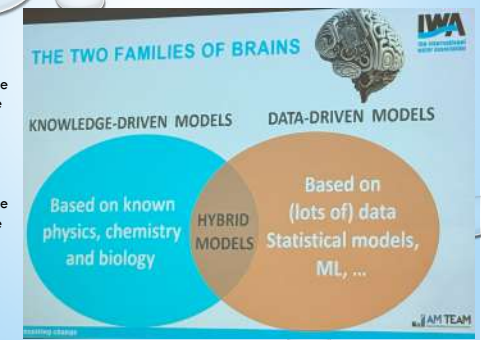 THE TWO FAMILIES OF BRAINS
IWA
KNOWLEDGE-DRIVEN MODELS
DATA-DRIVEN MODELS
Based on known
physics, chemistry
and biology
HYBRID
MODELS
Based on
(lots of) data
Statistical models,
ML, ...
AM TEAM